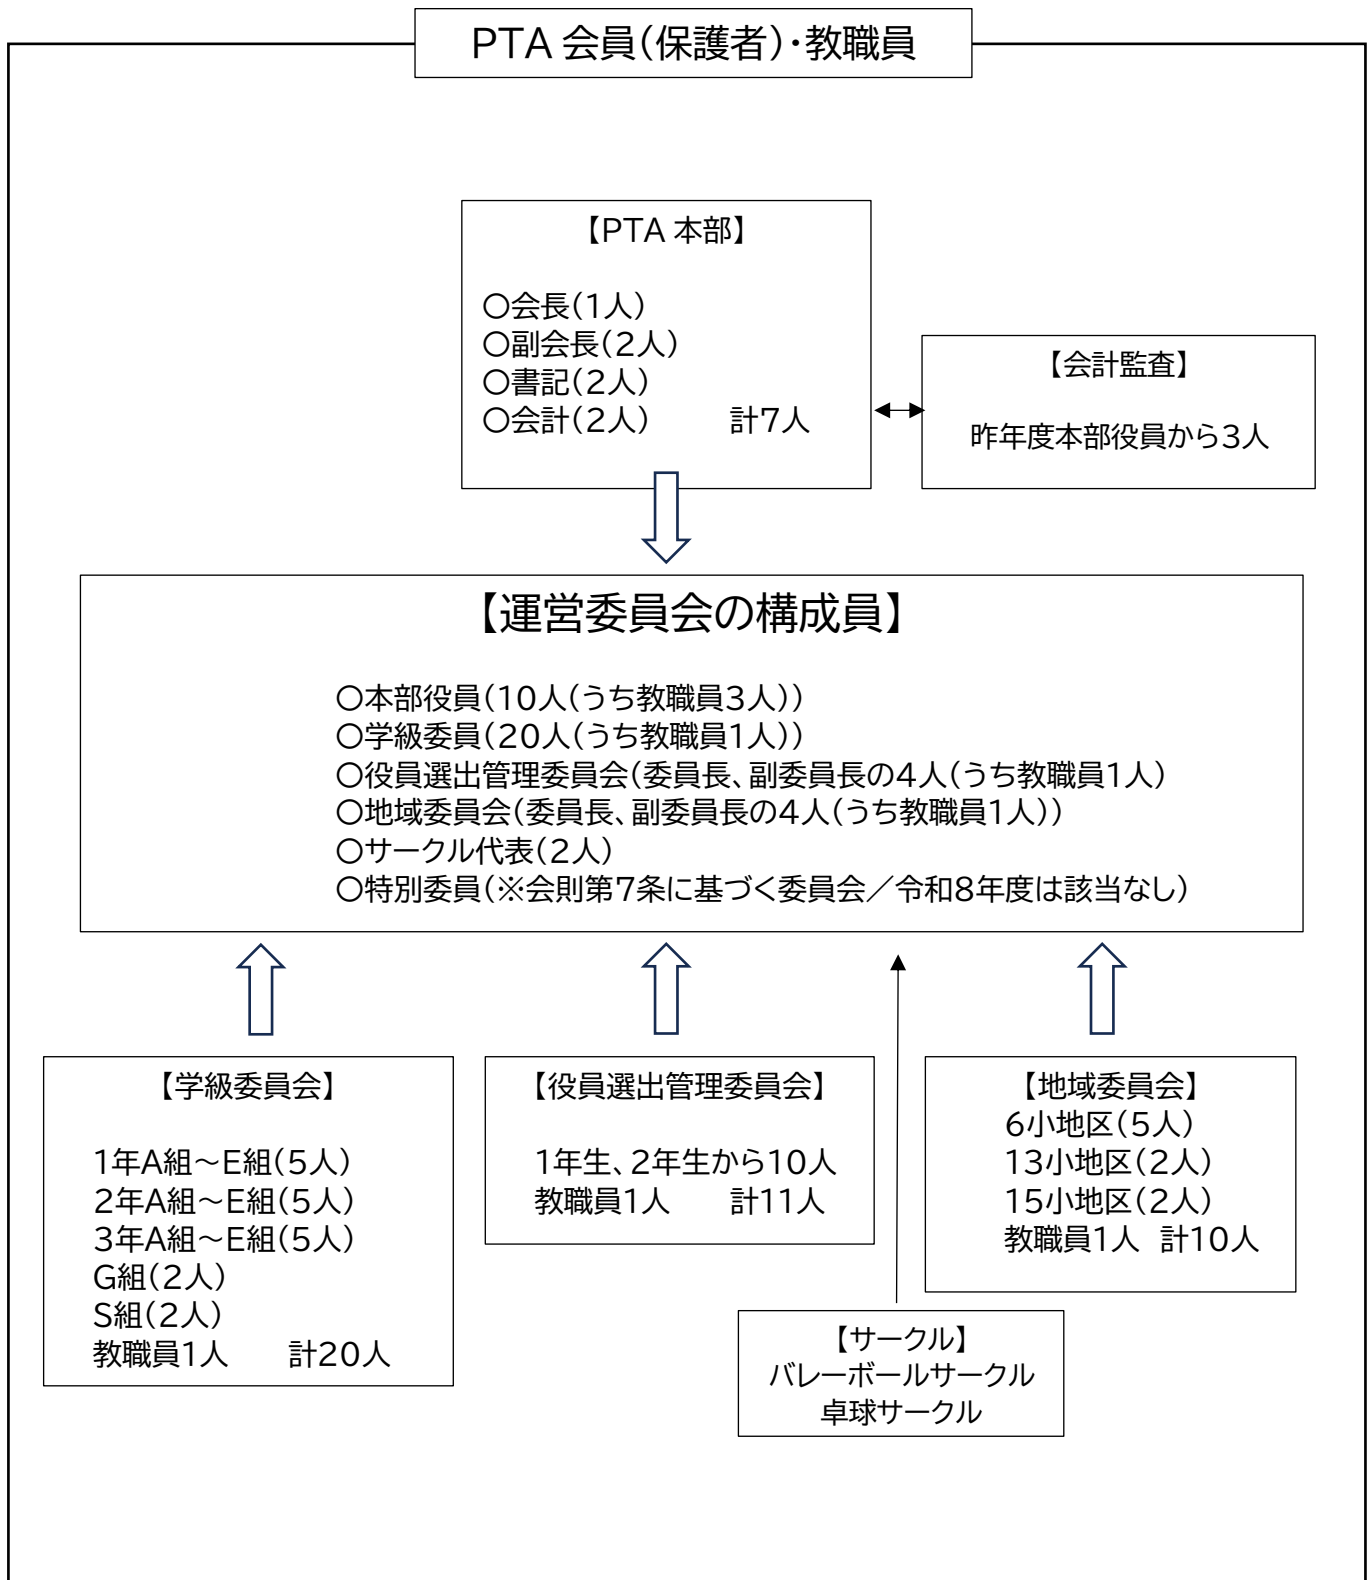 PTA 会員(保護者)・教職員
【PTA 本部】
〇会長(1人)
〇副会長(2人)
〇書記(2人)
〇会計(2人)　　計7人
【会計監査】
昨年度本部役員から3人
【運営委員会の構成員】
〇本部役員(10人(うち教職員3人))
〇学級委員(20人(うち教職員1人))
〇役員選出管理委員会(委員長、副委員長の4人(うち教職員1人)
〇地域委員会(委員長、副委員長の4人(うち教職員1人))
〇サークル代表(2人)
〇特別委員(※会則第7条に基づく委員会／令和8年度は該当なし)
【学級委員会】
1年A組～E組(5人)
2年A組～E組(5人)
3年A組～E組(5人)
G組(2人)
S組(2人)
教職員1人　　計20人
【役員選出管理委員会】
1年生、2年生から10人
教職員1人　　計11人
【地域委員会】
6小地区(5人)
13小地区(2人)
15小地区(2人)
教職員1人 計10人
【サークル】
バレーボールサークル
卓球サークル